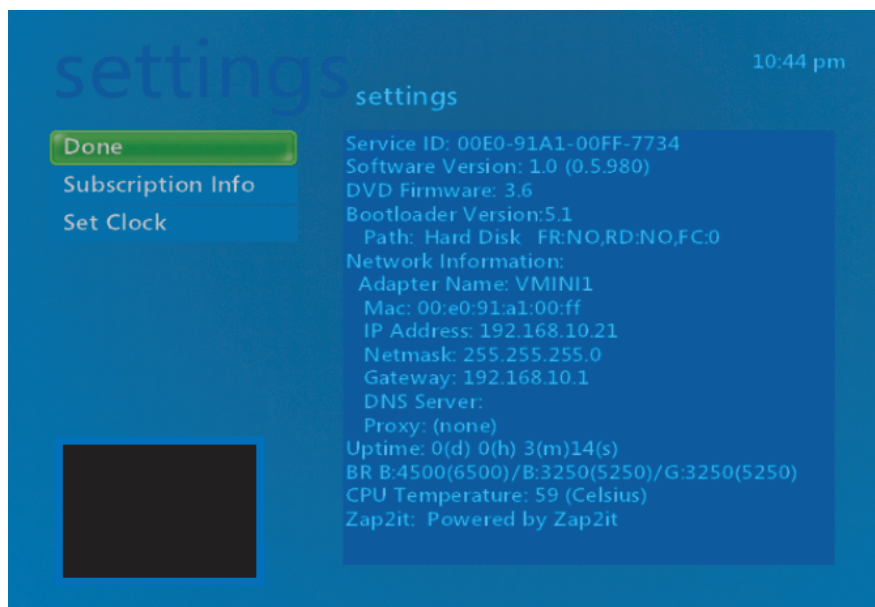 settings
10:44 pm
settings
Done
Subscription Info
Set Clock
Service ID: 00E0-91A1-00FF-7734
Software Version: 1.0 (0.5.980)
DVD Firmware: 3.6
Bootloader Version:5.1
Path: Hard Disk FR:NO,RD:NO,FC:0
Network Information:
Adapter Name: VMINI1
Mac: 00:e0:91:a1:00:ff
IP Address: 192.168.10.21
Netmask: 255.255.255.0
Gateway: 192.168.10.1
DNS Server:
Proxy: (none)
Uptime: 0(d) 0(h) 3(m)14(s)
BR B:4500(6500)/B:3250(5250)/G:3250(5250)
CPU Temperature: 59 (Celsius)
Zap2it: Powered by Zap2it